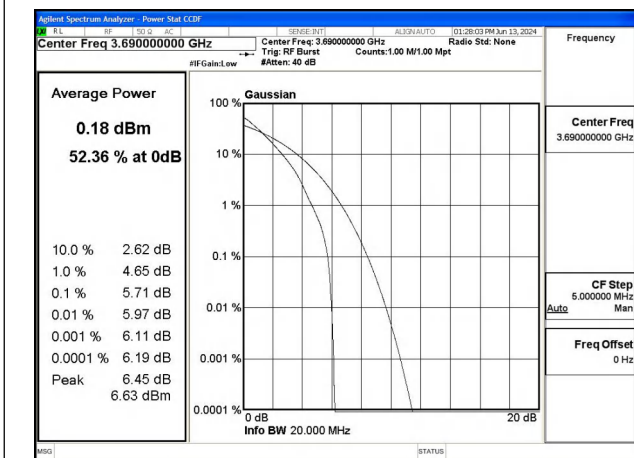 Agilent Spectrum Analyzer - Power Stat CCDF
RL RF 50 Ω AC SENSE:INT ALIGN AUTO 01:28:03 PM Jun 13, 2024
Center Freq 3.690000000 GHz
Center Freq: 3.690000000 GHz Radio Std: None
Trig: RF Burst Counts:1.00 M/1.00 Mpt
#IFGain:Low #Atten: 40 dB
Frequency
Average Power
0.18 dBm
52.36 % at 0dB
10.0 % 2.62 dB
1.0 % 4.65 dB
0.1 % 5.71 dB
0.01 % 5.97 dB
0.001 % 6.11 dB
0.0001 % 6.19 dB
Peak 6.45 dB
6.63 dBm
100 % Gaussian
10 %
1 %
0.1 %
0.01 %
0.001 %
0.0001 %
0 dB 20 dB
Info BW 20.000 MHz
Center Freq
3.690000000 GHz
CF Step
5.000000 MHz
Auto Man
Freq Offset
0 Hz
MSG STATUS